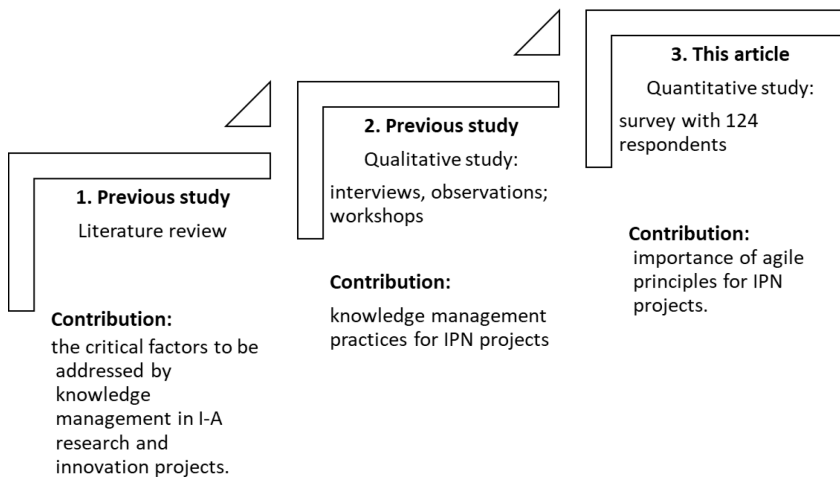 1. Previous study
Literature review
Contribution:
the critical factors to be
addressed by
knowledge
management in I-A
research and
innovation projects.
2. Previous study
Qualitative study:
interviews, observations;
workshops
Contribution:
knowledge management
practices for IPN projects
3. This article
Quantitative study:
survey with 124
respondents
Contribution:
importance of agile
principles for IPN
projects.